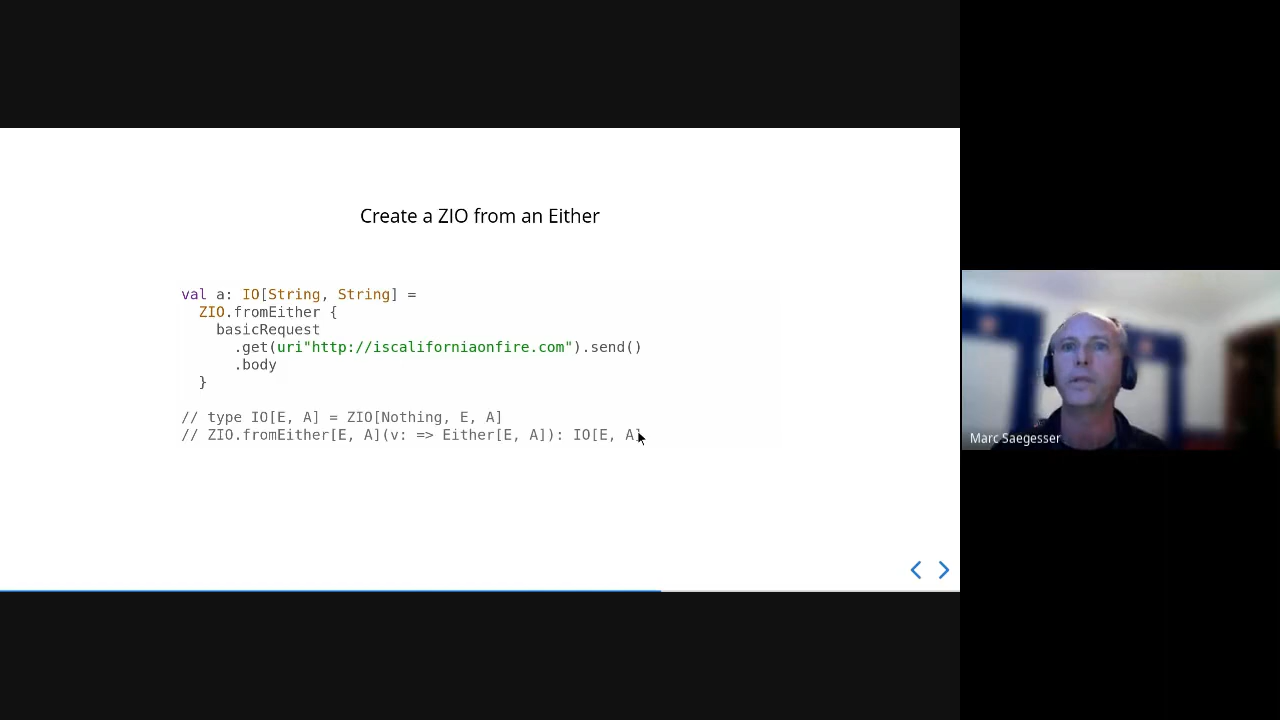 Create a ZIO from an Either
val a: IO[String, String] =
  ZIO.fromEither {
    basicRequest
      .get(uri"http://iscaliforniaonfire.com").send()
      .body
  }
// type IO[E, A] = ZIO[Nothing, E, A]
// ZIO.fromEither[E, A](v: => Either[E, A]): IO[E, A]
Marc Saegesser